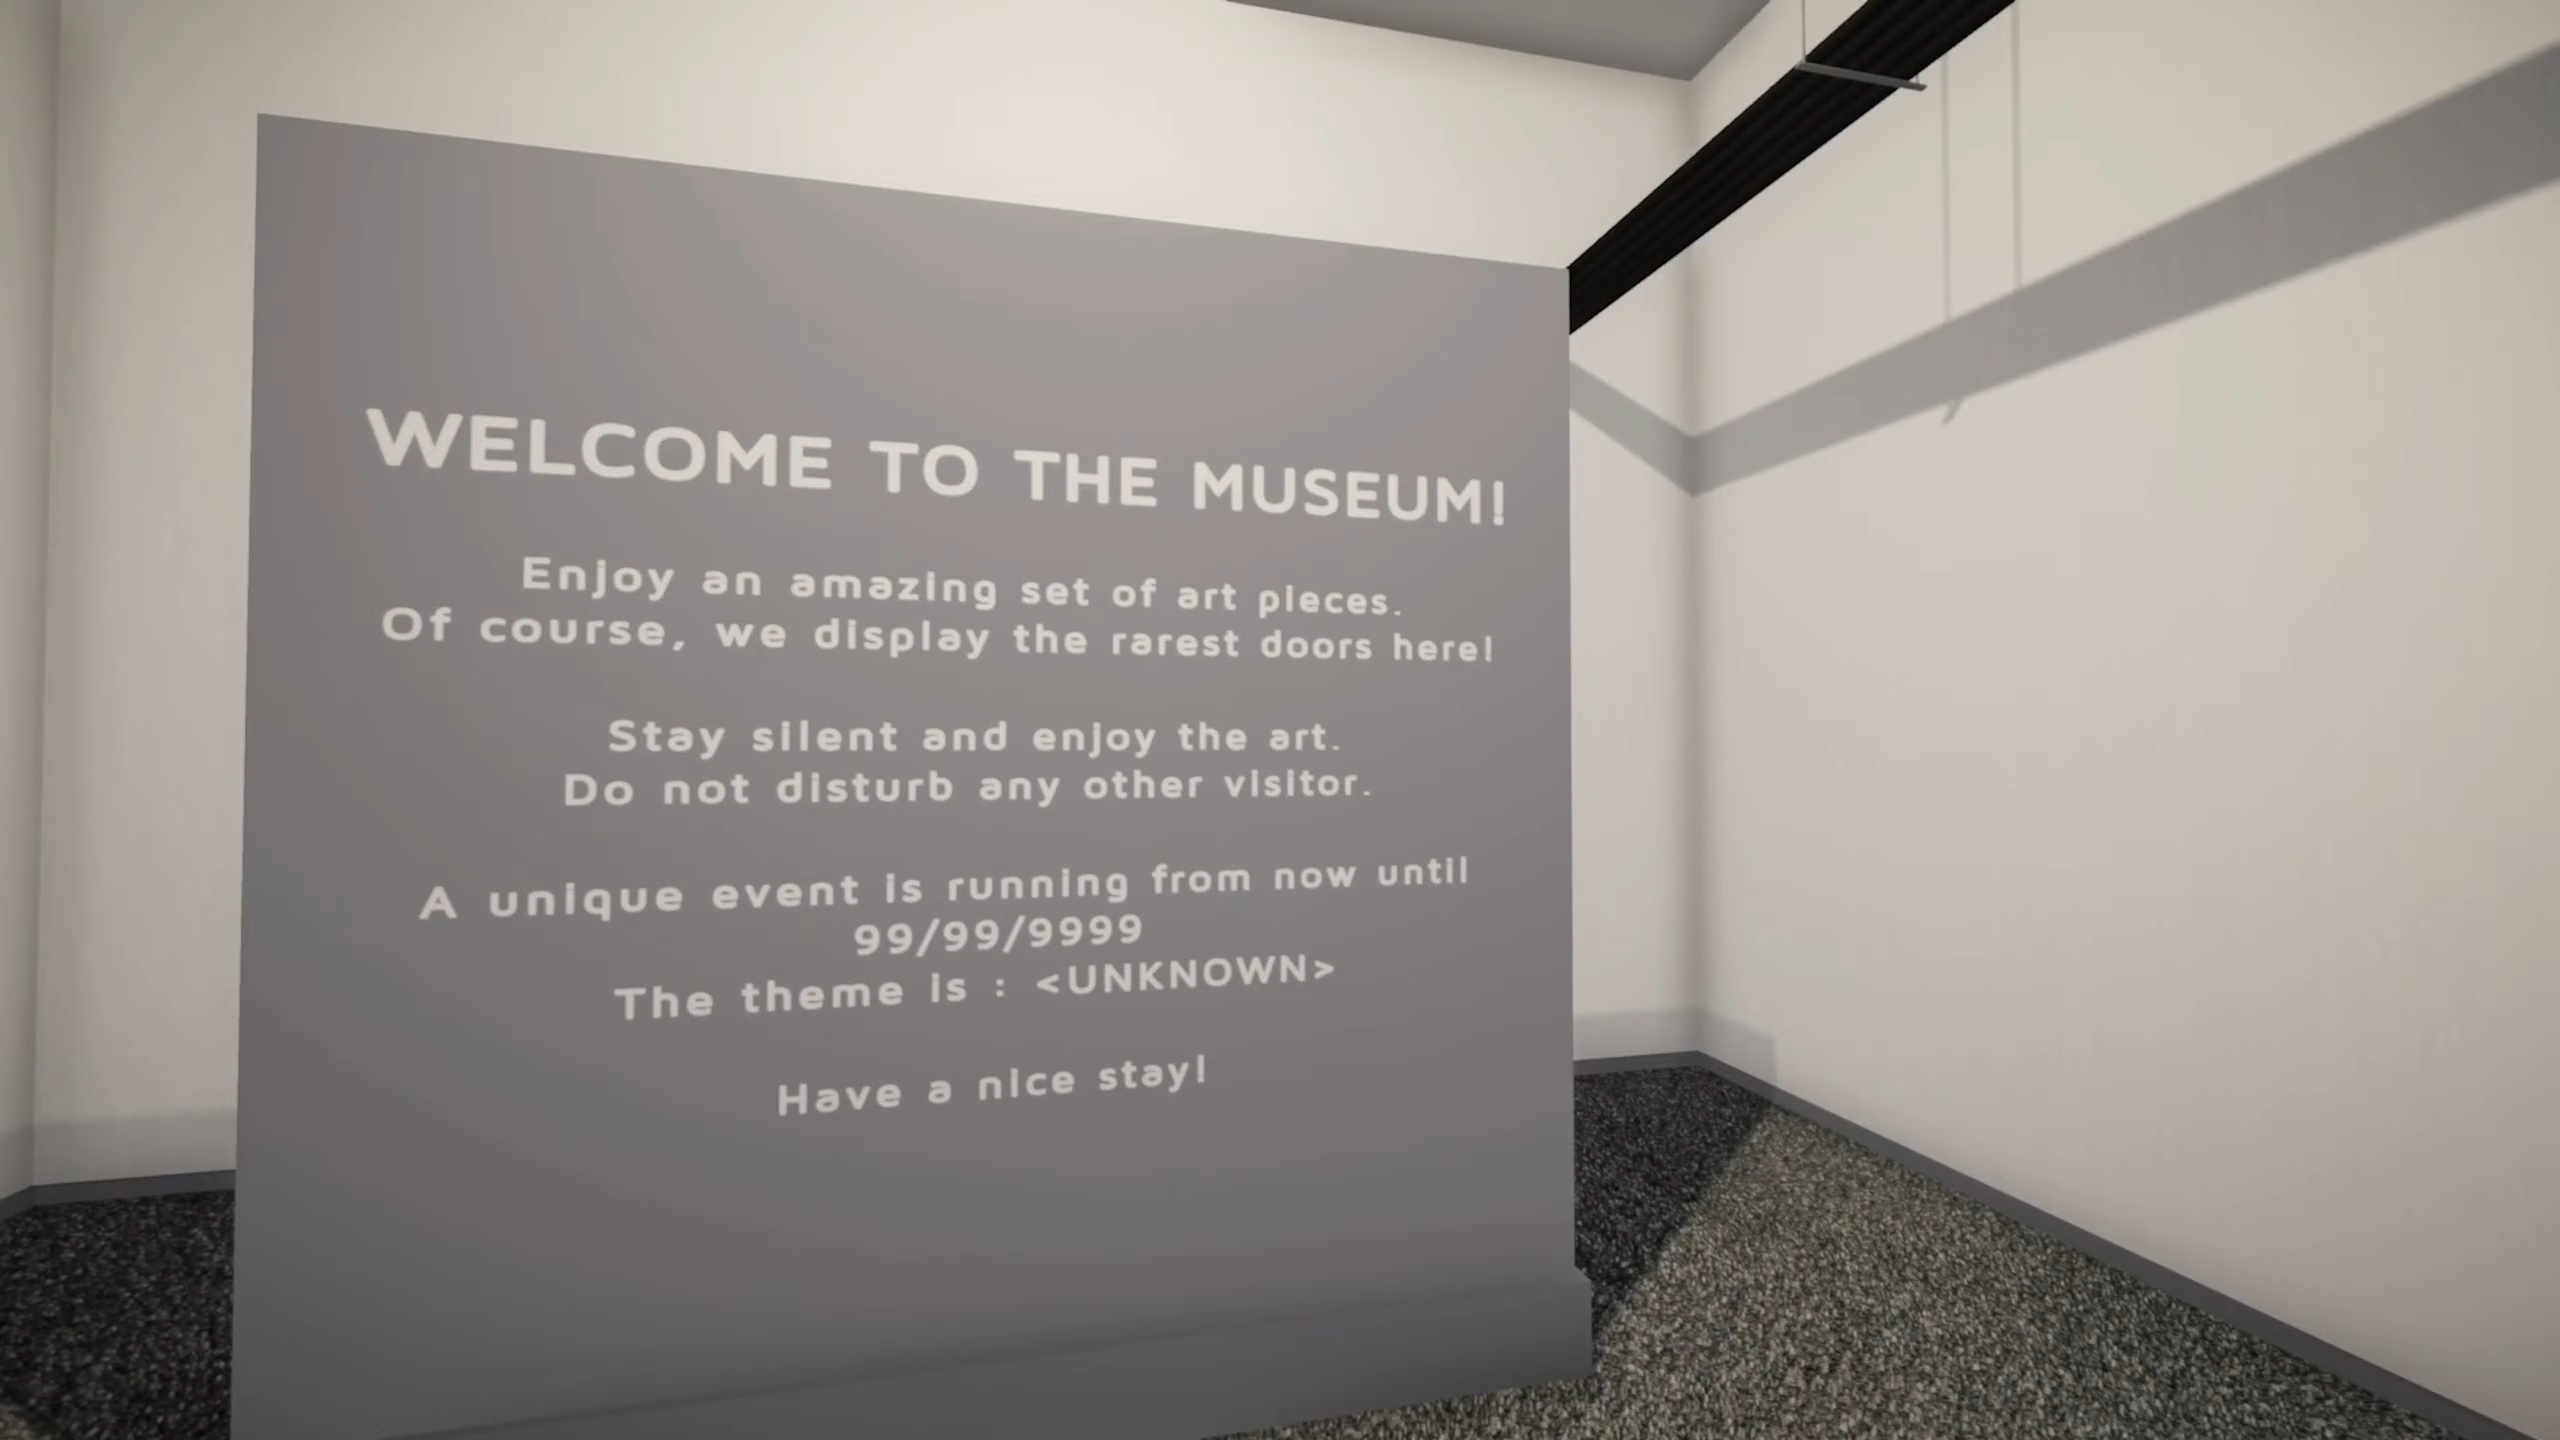 WELCOME TO THE MUSEUM!
Enjoy an amazing set of art pieces.
Of course, we display the rarest doors here!
Stay silent and enjoy the art.
Do not disturb any other visitor.
A unique event is running from now until
99/99/9999
The theme is : <UNKNOWN>
Have a nice stay!